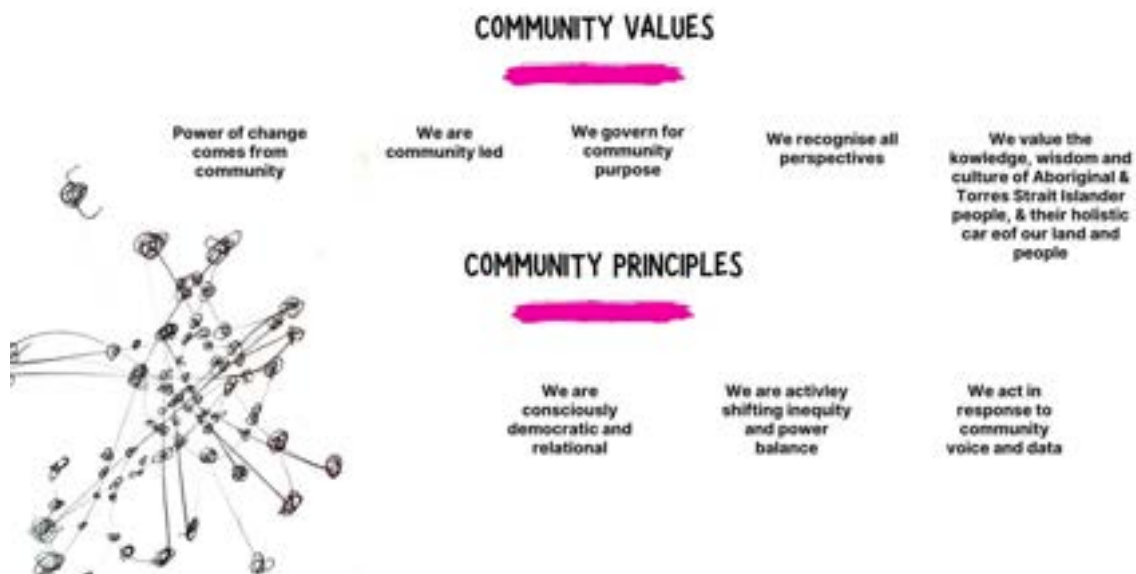 COMMUNITY VALUES
Power of change
comes from
community
We are
community led
We govern for
community
purpose
We recognise all
perspectives
We value the
kowledge, wisdom and
culture of Aboriginal &
Torres Strait Islander
people, & their holistic
car eof our land and
people
COMMUNITY PRINCIPLES
We are
consciously
democratic and
relational
We are activley
shifting inequity
and power
balance
We act in
response to
community
voice and data